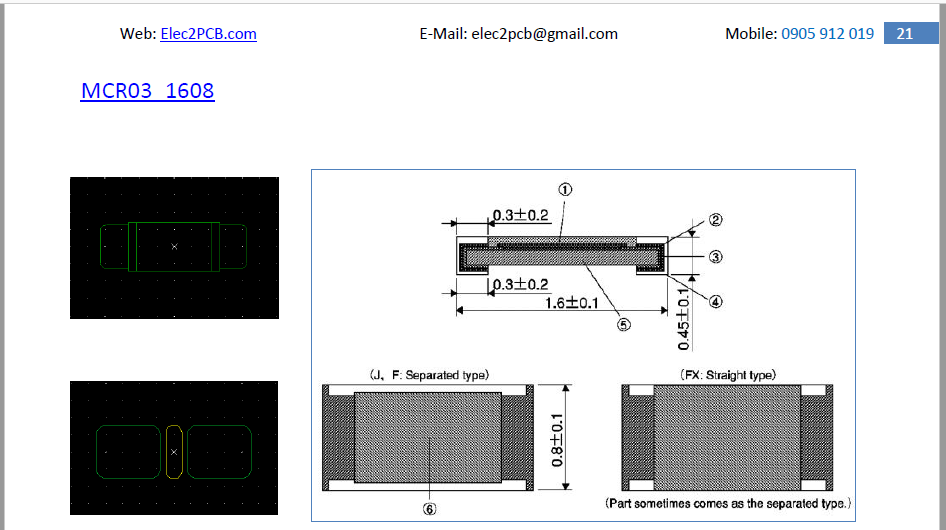 Web: Elec2PCB.com E-Mail: elec2pcb@gmail.com Mobile: 0905 912 019 21
MCR03_1608
①
0.3±0.2
②
③
0.3±0.2
④
1.6±0.1
⑤
0.45±0.1
(J、F: Separated type)
(FX: Straight type)
0.8±0.1
(Part sometimes comes as the separated type.)
⑥